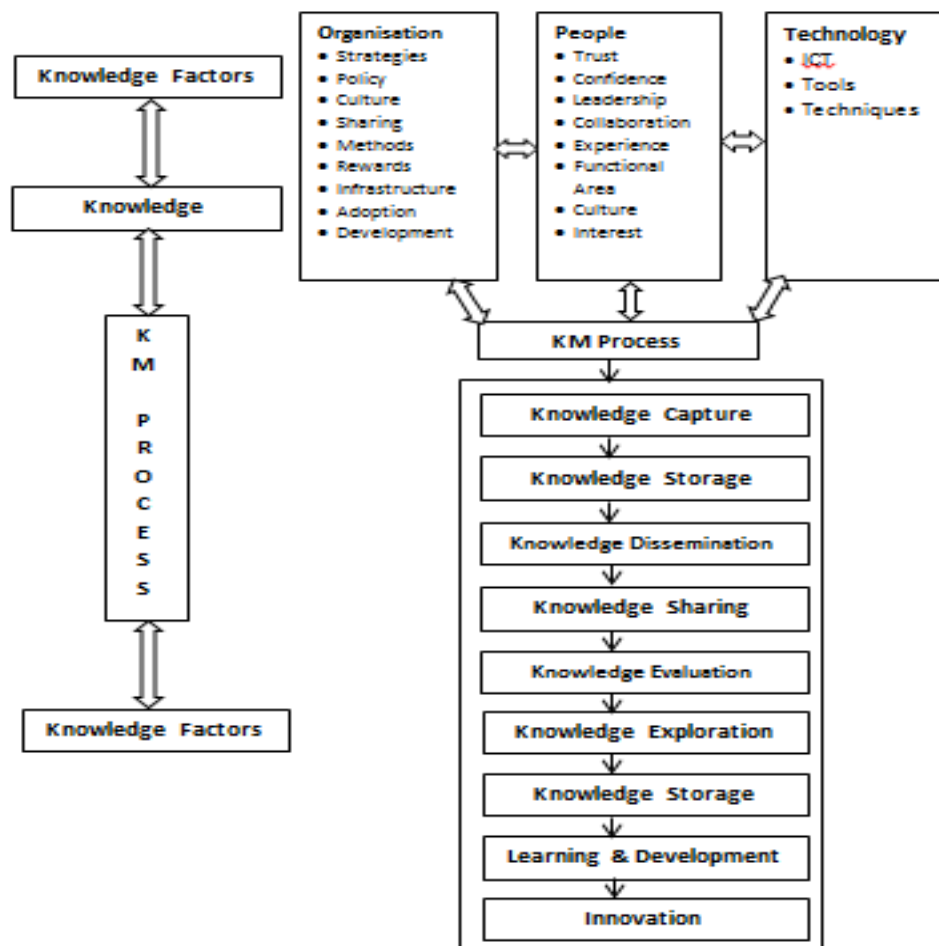 Knowledge Factors
Knowledge
K
M
P
R
O
C
E
S
S
Knowledge Factors
Organisation
• Strategies
• Policy
• Culture
• Sharing
• Methods
• Rewards
• Infrastructure
• Adoption
• Development
People
• Trust
• Confidence
• Leadership
• Collaboration
• Experience
• Functional
Area
• Culture
• Interest
Technology
• ICT
• Tools
• Techniques
KM Process
Knowledge Capture
Knowledge Storage
Knowledge Dissemination
Knowledge Sharing
Knowledge Evaluation
Knowledge Exploration
Knowledge Storage
Learning & Development
Innovation